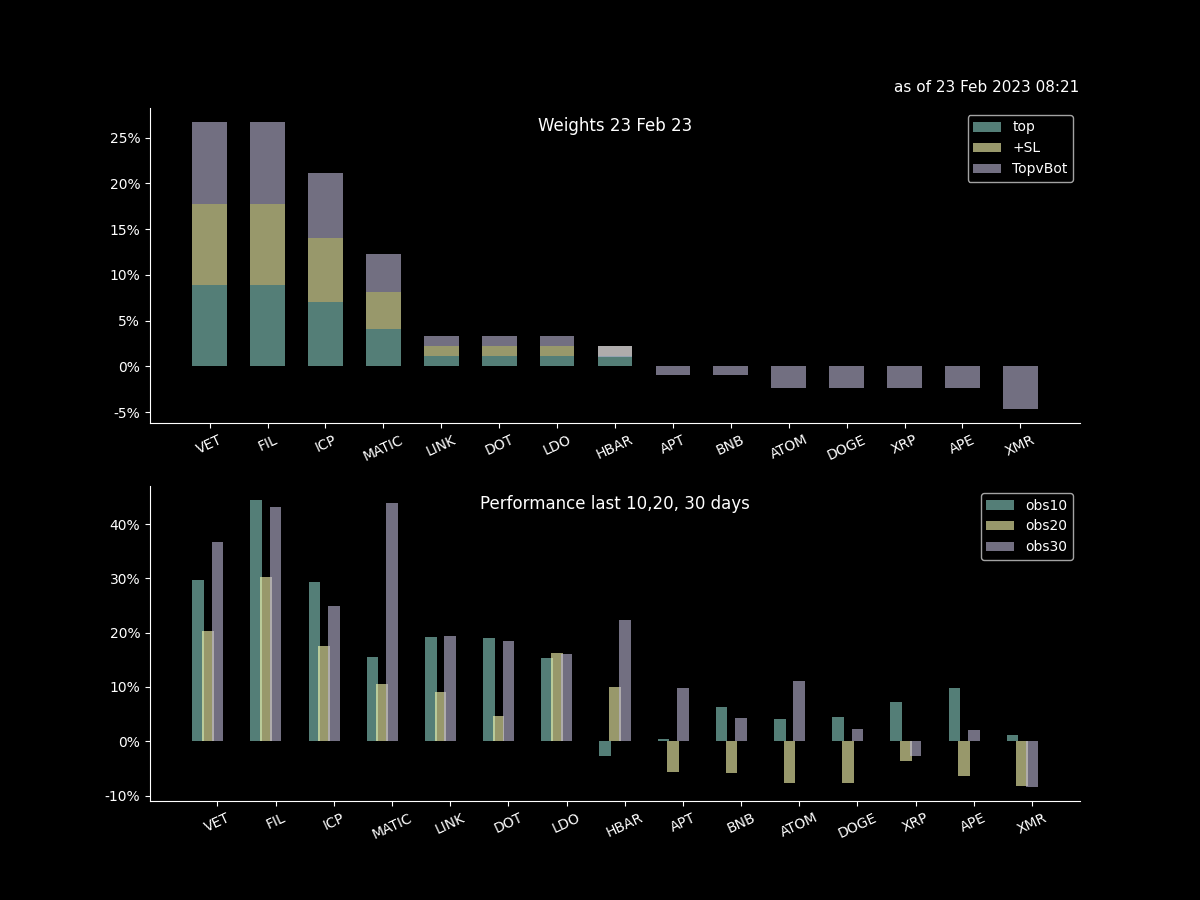 as of 23 Feb 2023 08:21
Weights 23 Feb 23
top
+SL
TopvBot
25%
20%
15%
10%
5%
0%
-5%
VET FIL ICP MATIC LINK DOT LDO HBAR APT BNB ATOM DOGE XRP APE XMR
Performance last 10,20, 30 days
obs10
obs20
obs30
40%
30%
20%
10%
0%
-10%
VET FIL ICP MATIC LINK DOT LDO HBAR APT BNB ATOM DOGE XRP APE XMR